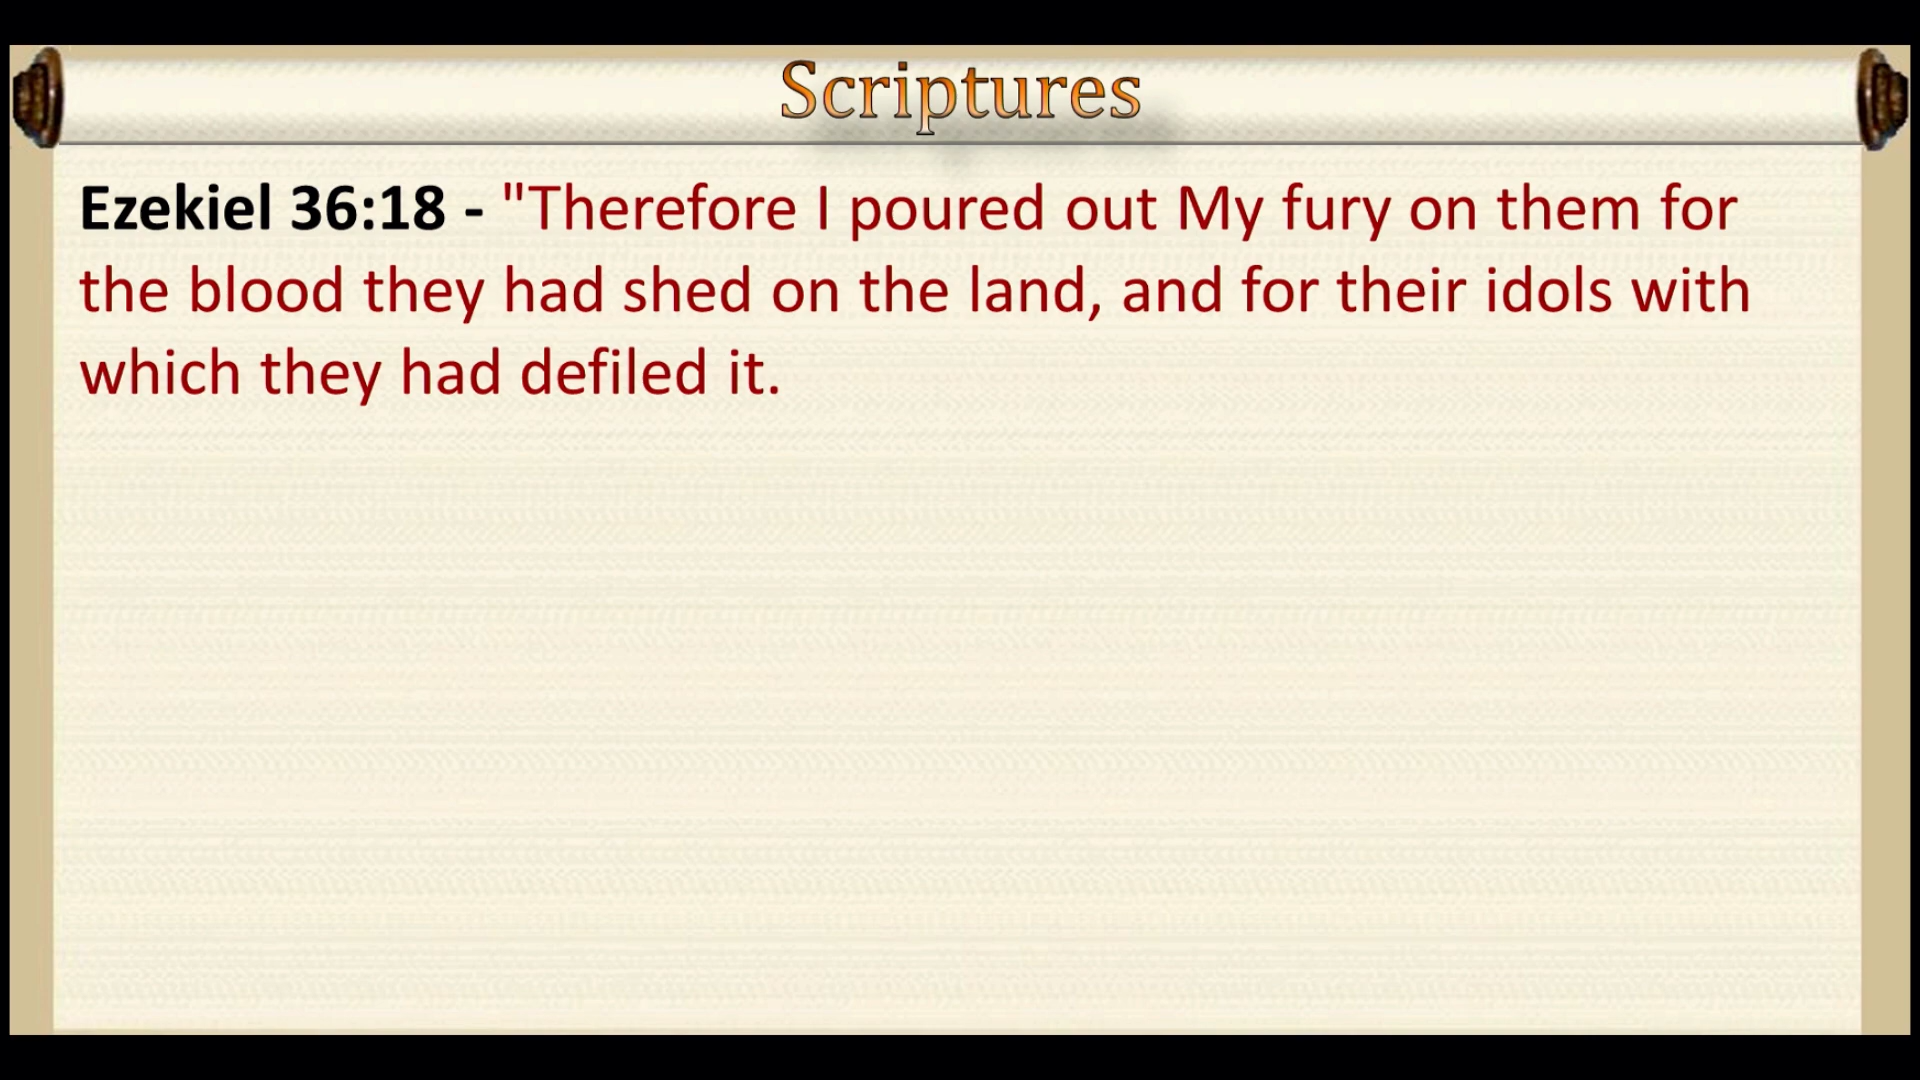 Scriptures
Ezekiel 36:18 - "Therefore I poured out My fury on them for
the blood they had shed on the land, and for their idols with
which they had defiled it.